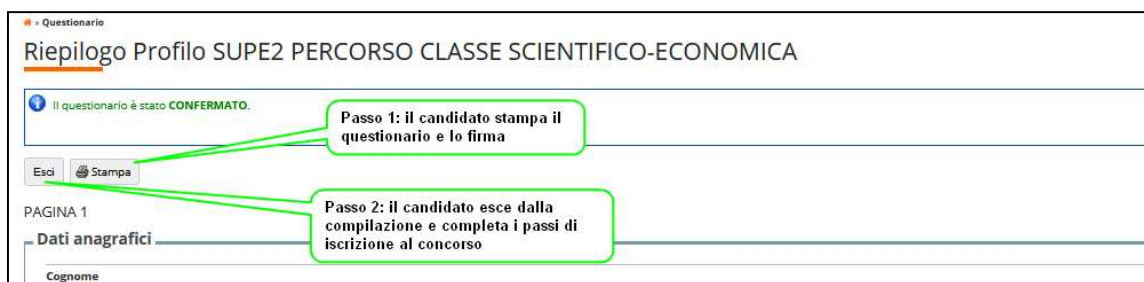 » Questionario
Riepilogo Profilo SUPE2 PERCORSO CLASSE SCIENTIFICO-ECONOMICA
Il questionario è stato CONFERMATO.
Passo 1: il candidato stampa il
questionario e lo firma
Esci Stampa
Passo 2: il candidato esce dalla
compilazione e completa i passi di
iscrizione al concorso
PAGINA 1
Dati anagrafici
Cognome